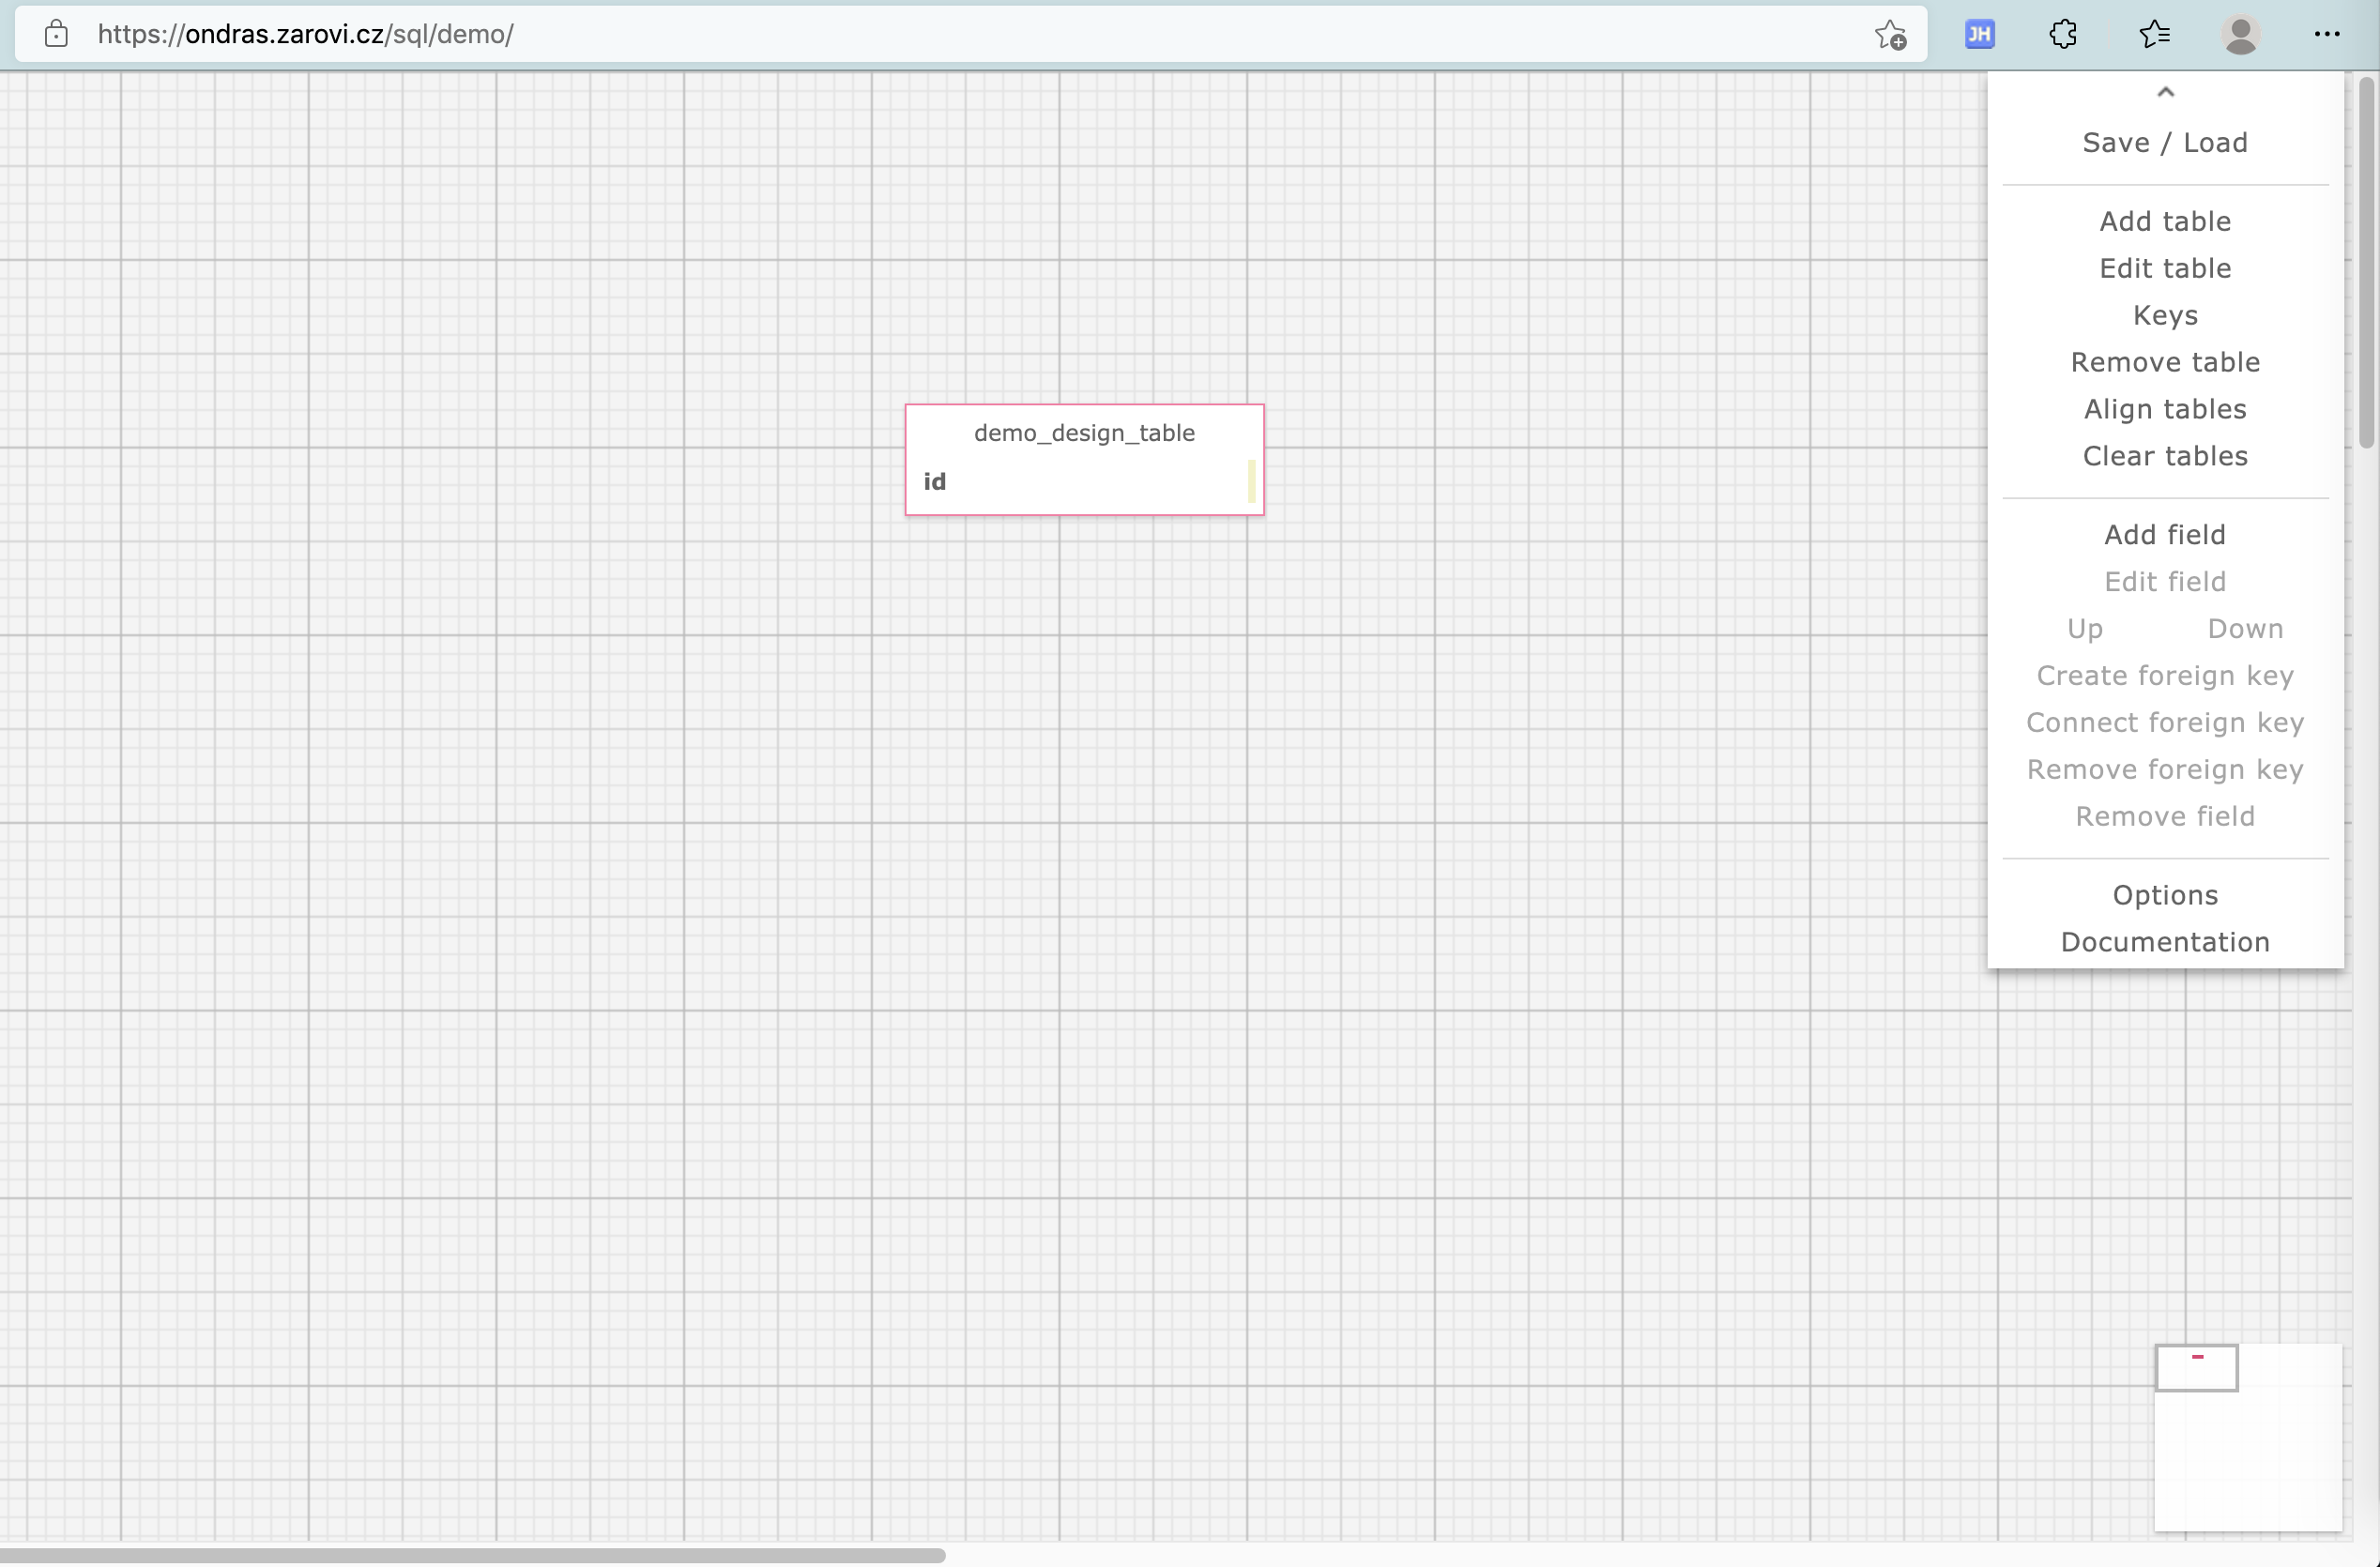 https://ondras.zarovi.cz/sql/demo/
JH
Save / Load
Add table
Edit table
Keys
Remove table
Align tables
Clear tables
demo_design_table
id
Add field
Edit field
Up Down
Create foreign key
Connect foreign key
Remove foreign key
Remove field
Options
Documentation